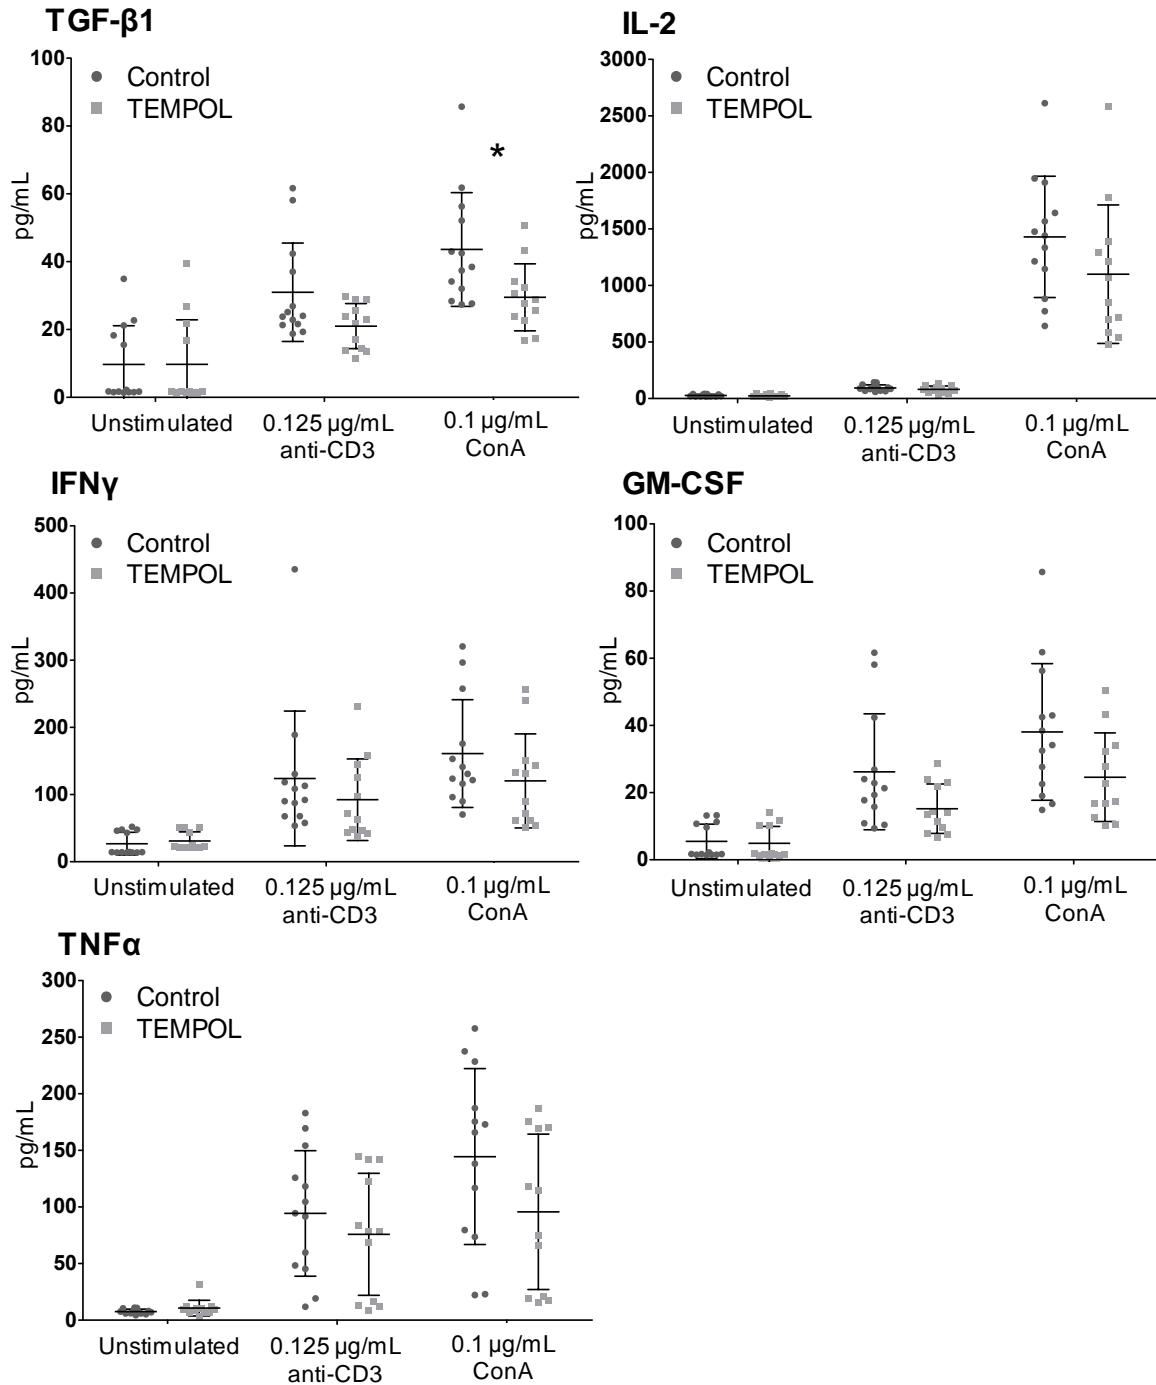 TGF-β1
100
80
60
40
20
0
pg/mL
Control
TEMPOL
*
Unstimulated
0.125 µg/mL
anti-CD3
0.1 µg/mL
ConA
IL-2
3000
2500
2000
1500
1000
500
0
pg/mL
Control
TEMPOL
Unstimulated
0.125 µg/mL
anti-CD3
0.1 µg/mL
ConA
IFNγ
500
400
300
200
100
0
pg/mL
Control
TEMPOL
Unstimulated
0.125 µg/mL
anti-CD3
0.1 µg/mL
ConA
GM-CSF
100
80
60
40
20
0
pg/mL
Control
TEMPOL
Unstimulated
0.125 µg/mL
anti-CD3
0.1 µg/mL
ConA
TNFα
300
250
200
150
100
50
0
pg/mL
Control
TEMPOL
Unstimulated
0.125 µg/mL
anti-CD3
0.1 µg/mL
ConA